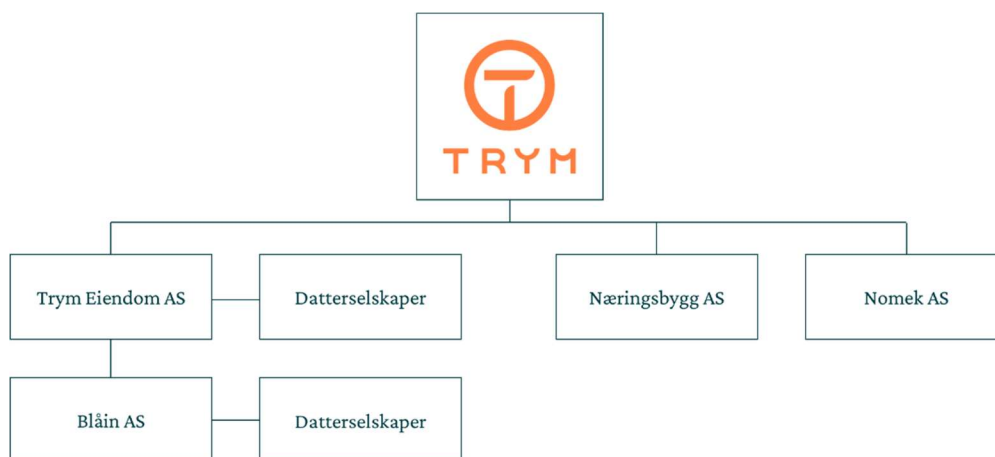 TRYM
Trym Eiendom AS
Datterselskaper
Næringsbygg AS
Nomek AS
Blåin AS
Datterselskaper